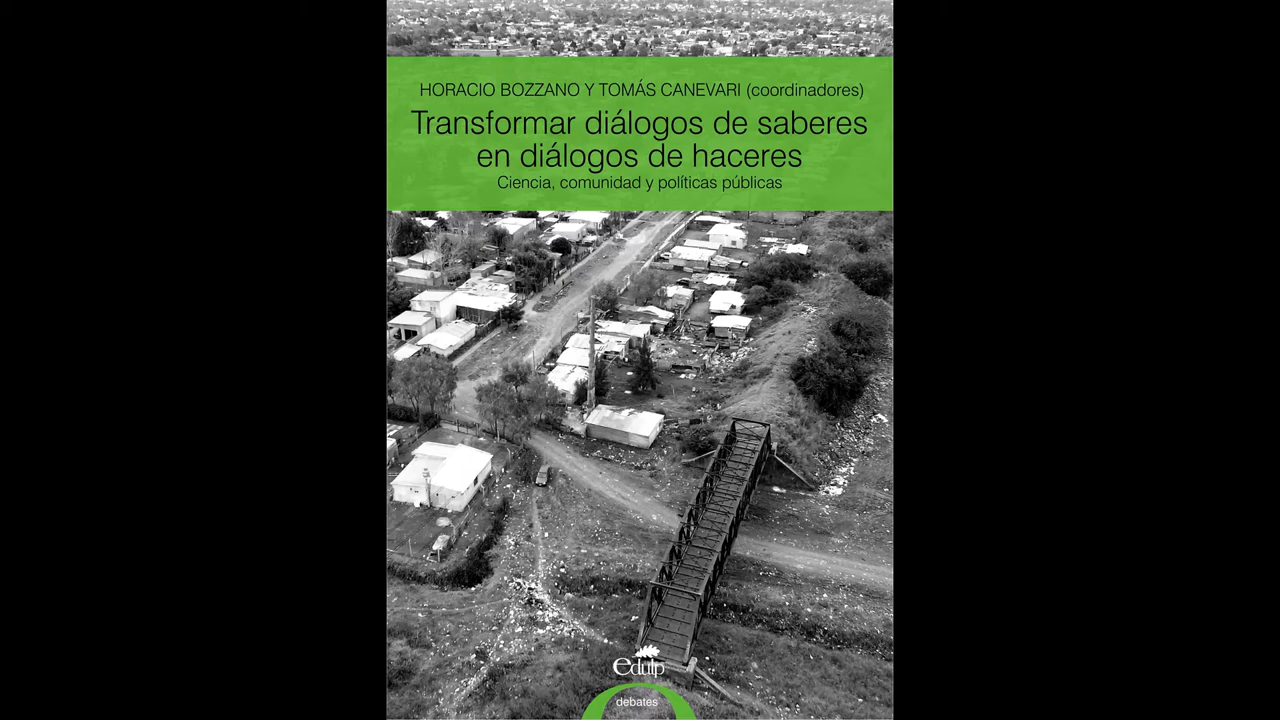 HORACIO BOZZANO Y TOMÁS CANEVARI (coordinadores)
Transformar diálogos de saberes
en diálogos de haceres
Ciencia, comunidad y políticas públicas
edulp
debates